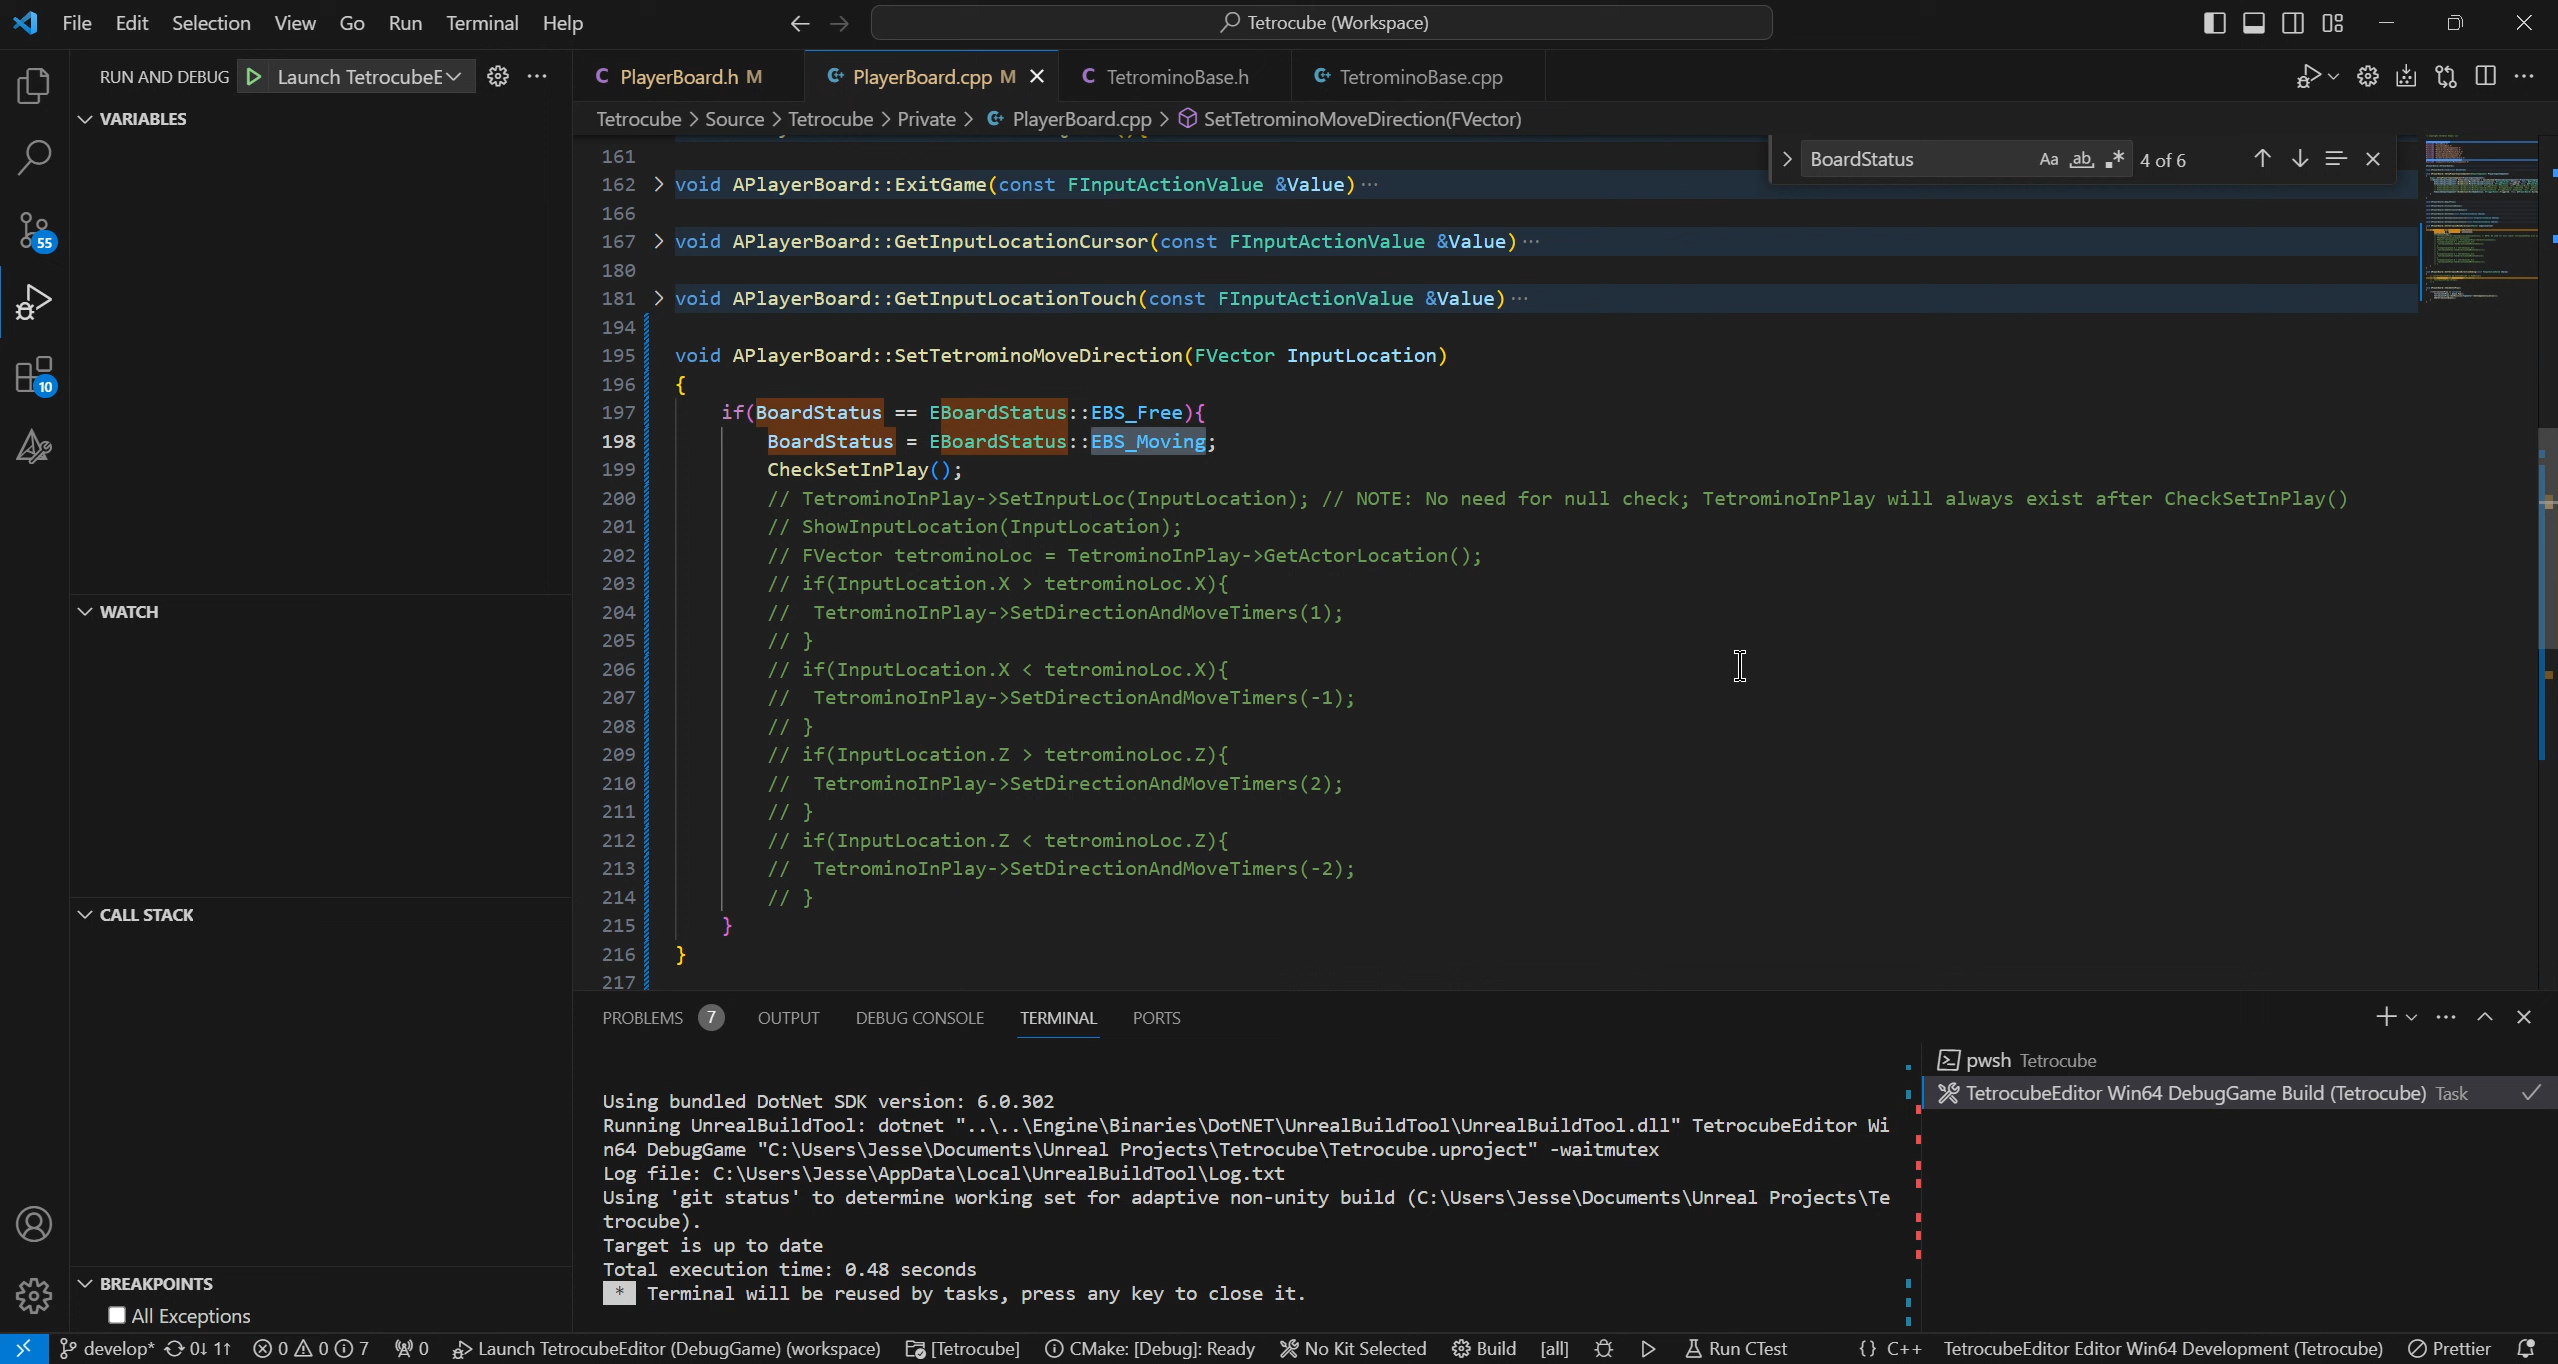 File Edit Selection View Go Run Terminal Help
Tetrocube (Workspace)
RUN AND DEBUG Launch TetrocubeE
PlayerBoard.h M
PlayerBoard.cpp M
TetrominoBase.h
TetrominoBase.cpp
Tetrocube > Source > Tetrocube > Private > PlayerBoard.cpp > SetTetrominoMoveDirection(FVector)
BoardStatus Aa ab .* 4 of 6
55
10
VARIABLES
WATCH
CALL STACK
BREAKPOINTS
All Exceptions
161
162 void APlayerBoard::ExitGame(const FInputActionValue &Value) ···
166
167 void APlayerBoard::GetInputLocationCursor(const FInputActionValue &Value) ···
180
181 void APlayerBoard::GetInputLocationTouch(const FInputActionValue &Value) ···
194
195 void APlayerBoard::SetTetrominoMoveDirection(FVector InputLocation)
196 {
197 if(BoardStatus == EBoardStatus::EBS_Free){
198 BoardStatus = EBoardStatus::EBS_Moving;
199 CheckSetInPlay();
200 // TetrominoInPlay->SetInputLoc(InputLocation); // NOTE: No need for null check; TetrominoInPlay will always exist after CheckSetInPlay()
201 // ShowInputLocation(InputLocation);
202 // FVector tetrominoLoc = TetrominoInPlay->GetActorLocation();
203 // if(InputLocation.X > tetrominoLoc.X){
204 // TetrominoInPlay->SetDirectionAndMoveTimers(1);
205 // }
206 // if(InputLocation.X < tetrominoLoc.X){
207 // TetrominoInPlay->SetDirectionAndMoveTimers(-1);
208 // }
209 // if(InputLocation.Z > tetrominoLoc.Z){
210 // TetrominoInPlay->SetDirectionAndMoveTimers(2);
211 // }
212 // if(InputLocation.Z < tetrominoLoc.Z){
213 // TetrominoInPlay->SetDirectionAndMoveTimers(-2);
214 // }
215 }
216 }
217
PROBLEMS 7 OUTPUT DEBUG CONSOLE TERMINAL PORTS
Using bundled DotNet SDK version: 6.0.302
Running UnrealBuildTool: dotnet "..\..\Engine\Binaries\DotNET\UnrealBuildTool\UnrealBuildTool.dll" TetrocubeEditor Wi
n64 DebugGame "C:\Users\Jesse\Documents\Unreal Projects\Tetrocube\Tetrocube.uproject" -waitmutex
Log file: C:\Users\Jesse\AppData\Local\UnrealBuildTool\Log.txt
Using 'git status' to determine working set for adaptive non-unity build (C:\Users\Jesse\Documents\Unreal Projects\Te
trocube).
Target is up to date
Total execution time: 0.48 seconds
* Terminal will be reused by tasks, press any key to close it.
pwsh Tetrocube
TetrocubeEditor Win64 DebugGame Build (Tetrocube) Task
develop* 0↓ 1↑ 0 0 7 0 Launch TetrocubeEditor (DebugGame) (workspace) [Tetrocube] CMake: [Debug]: Ready No Kit Selected Build [all] Run CTest {} C++ TetrocubeEditor Editor Win64 Development (Tetrocube) Prettier